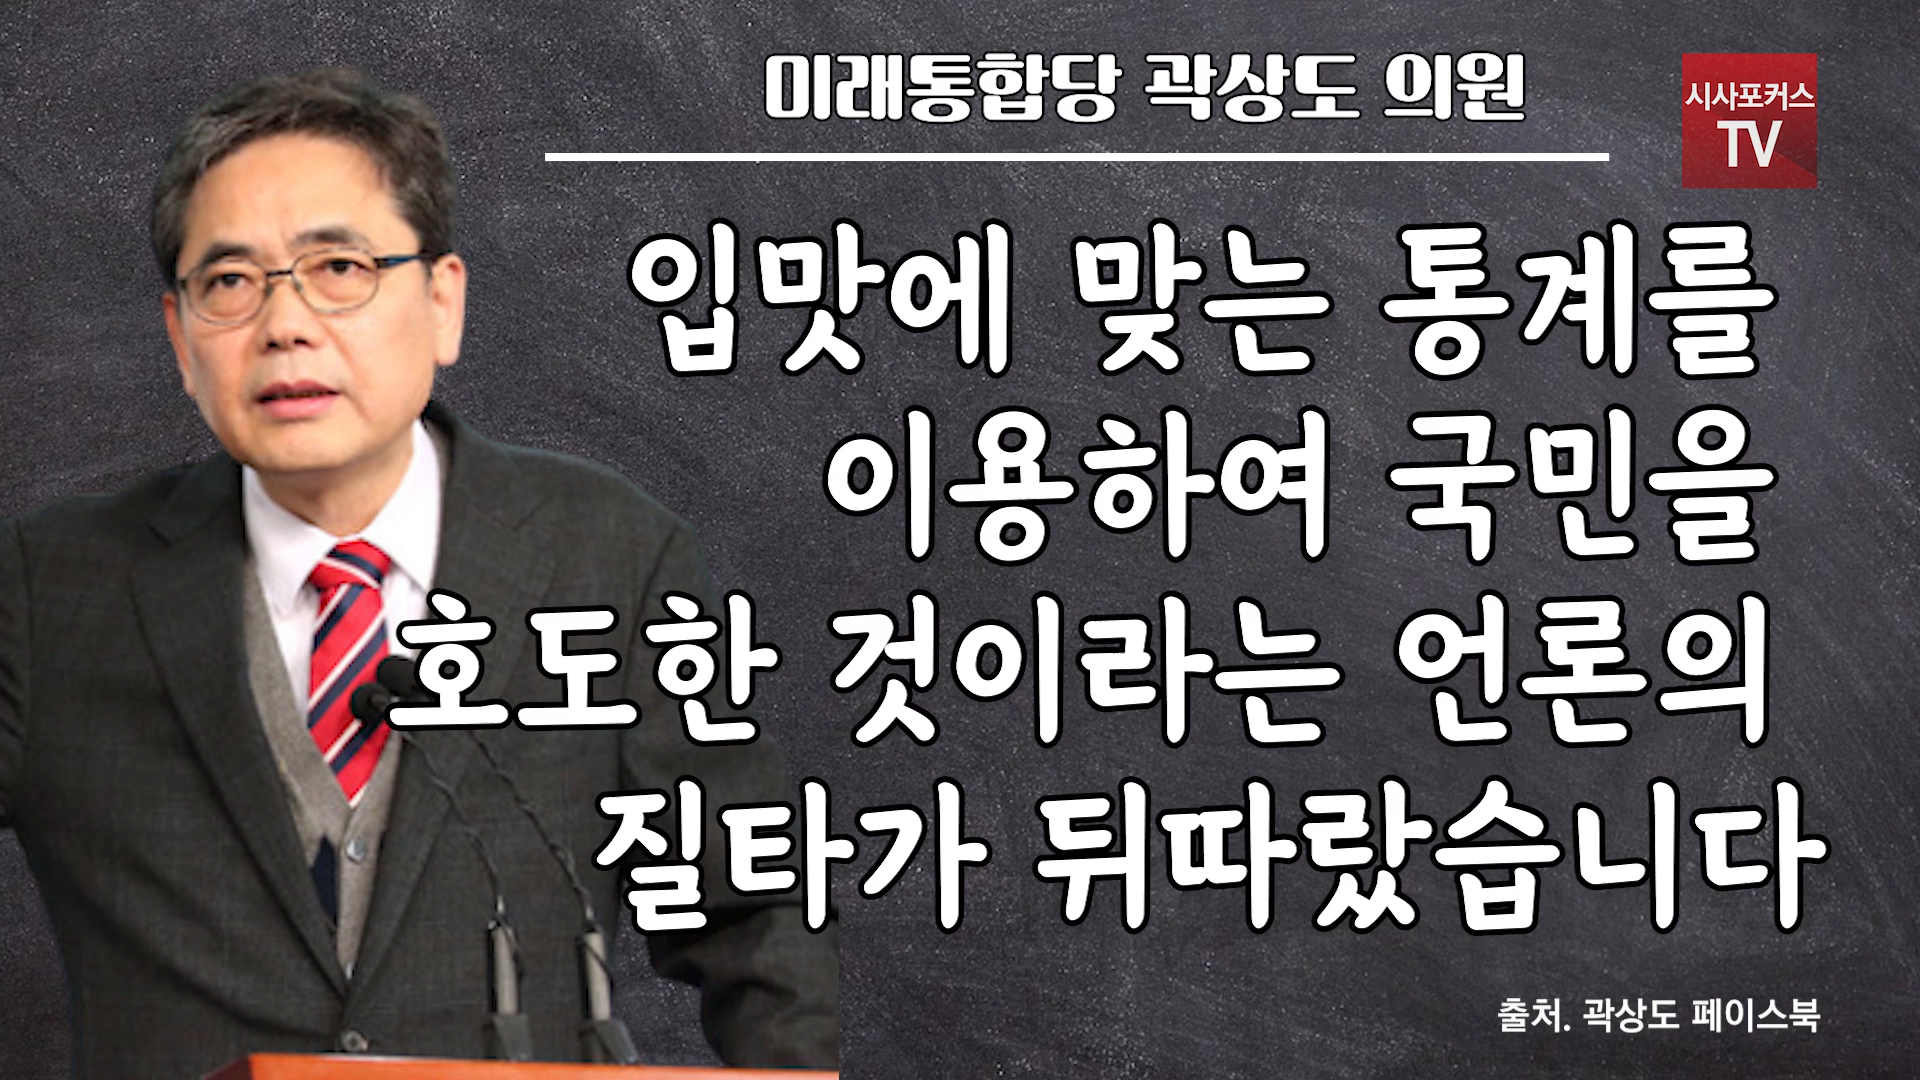 미래통합당 곽상도 의원
시사포커스
TV
입맛에 맞는 통계를
이용하여 국민을
호도한 것이라는 언론의
질타가 뒤따랐습니다
출처. 곽상도 페이스북